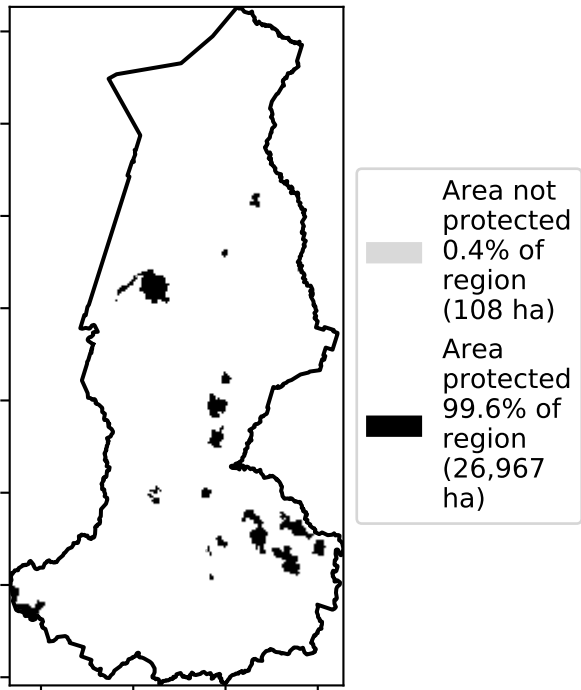 Area not
protected
0.4% of
region
(108 ha)
Area
protected
99.6% of
region
(26,967
ha)